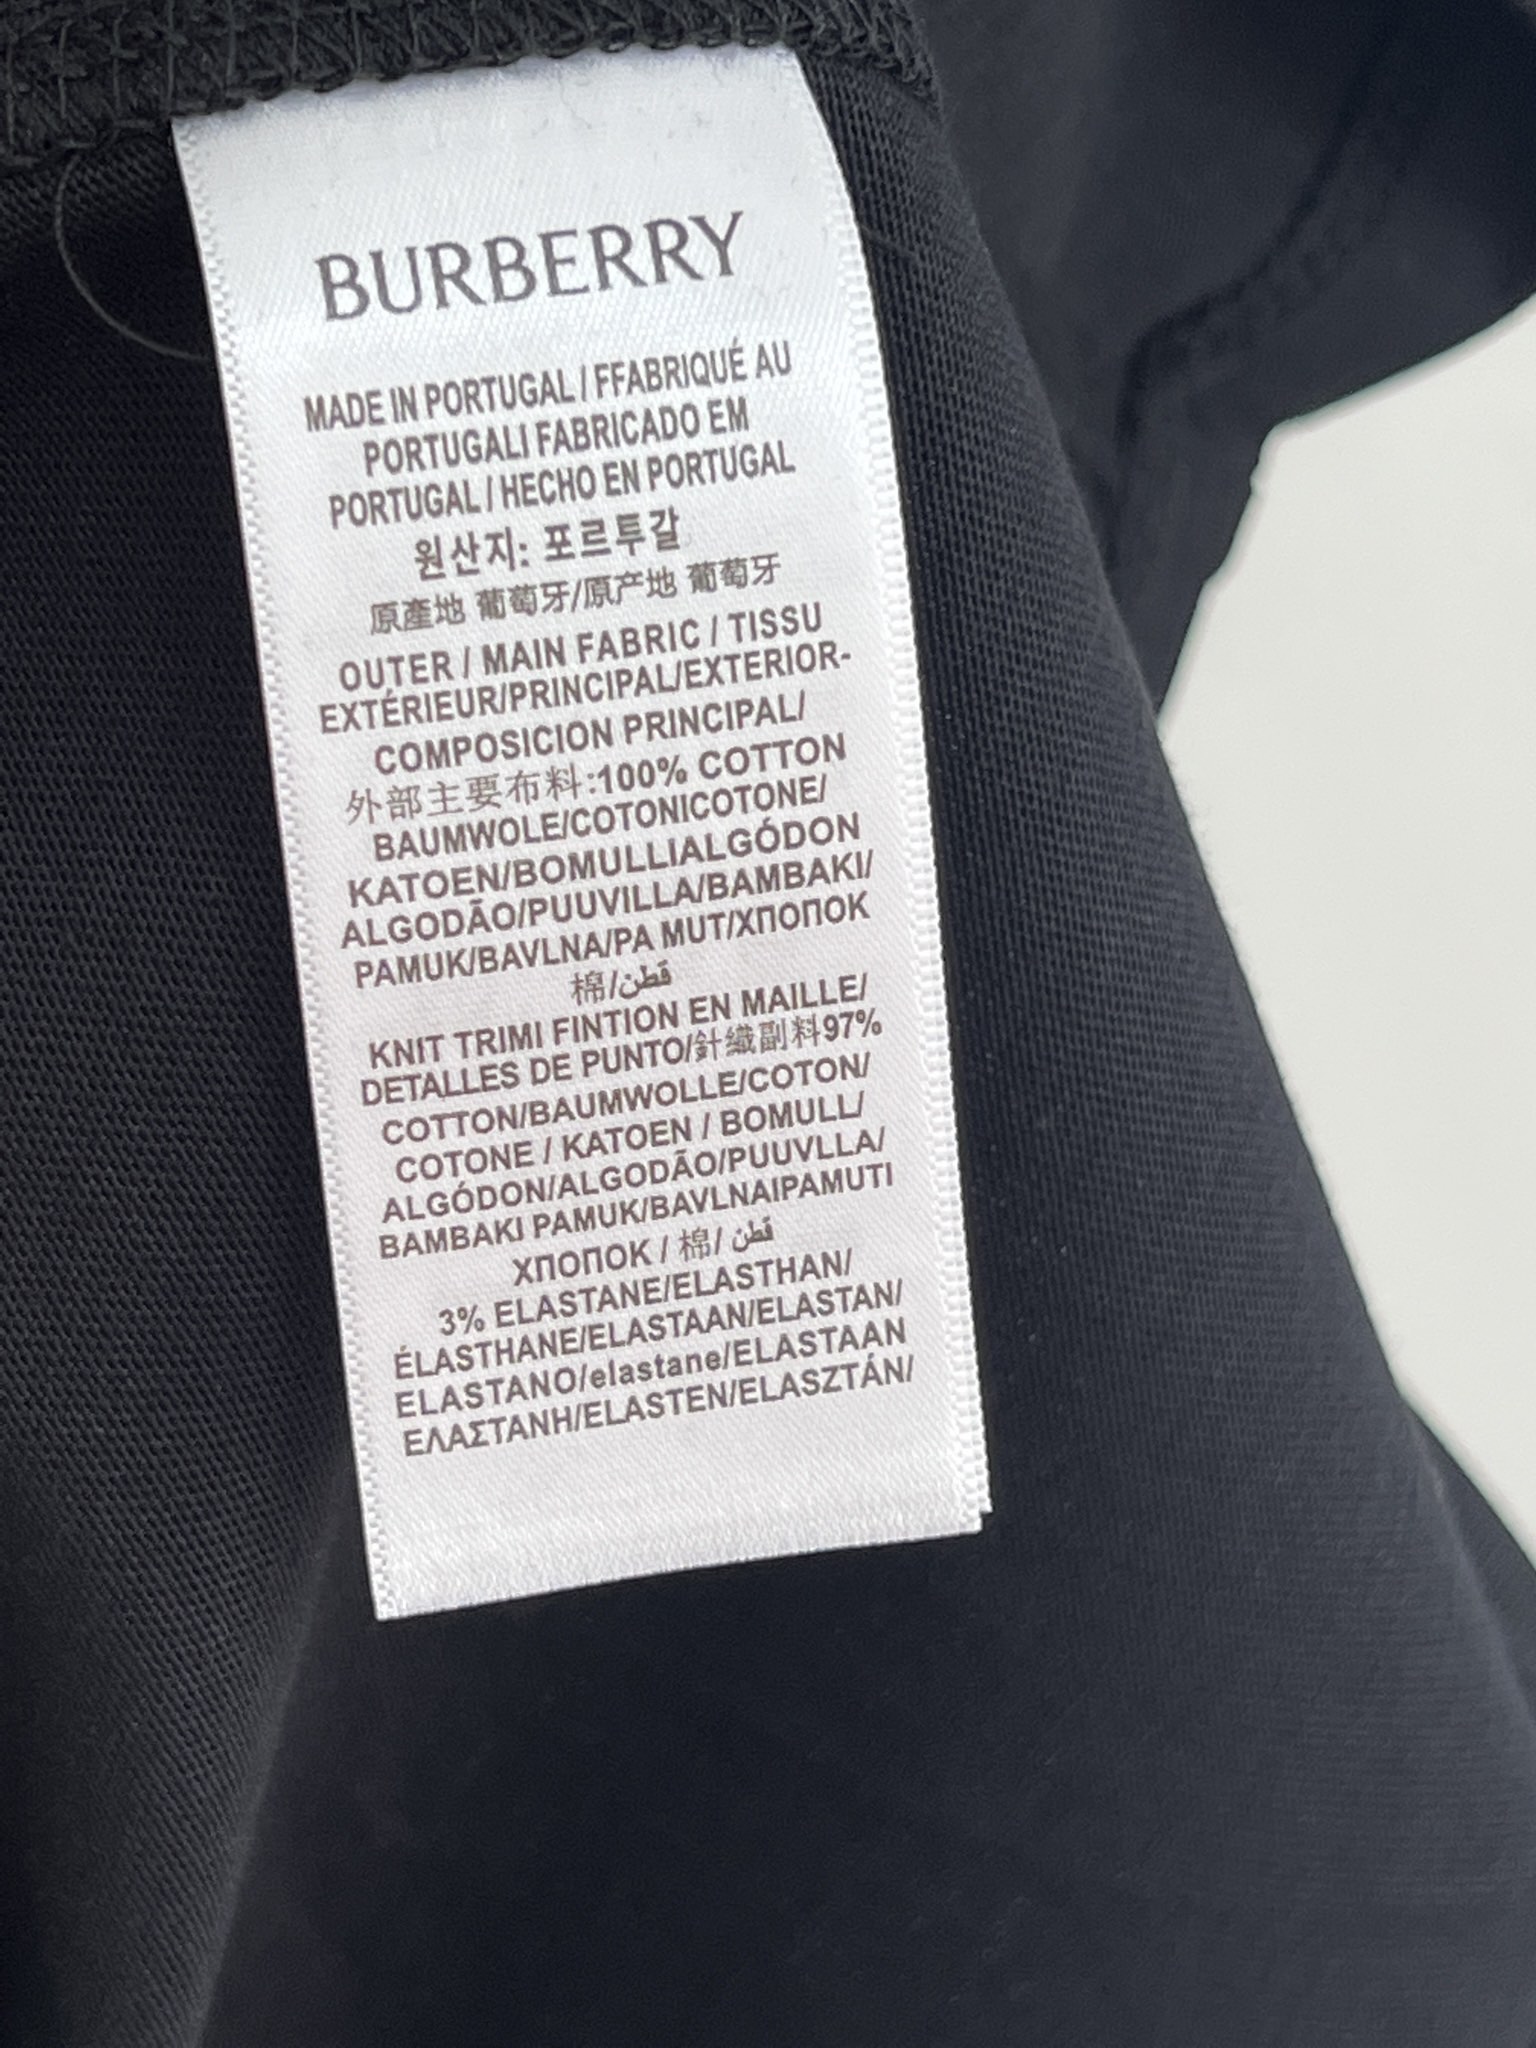 BURBERRY
MADE IN PORTUGAL / FFABRIQUÉ AU
PORTUGALI FABRICADO EM
PORTUGAL / HECHO EN PORTUGAL
원산지: 포르투갈
原產地 葡萄牙/原产地 葡萄牙
OUTER / MAIN FABRIC / TISSU
EXTÉRIEUR/PRINCIPAL/EXTERIOR-
COMPOSICION PRINCIPAL/
外部主要布料:100% COTTON
BAUMWOLE/COTONICOTONE/
KATOEN/BOMULLIALGÓDON
ALGODÃO/PUUVILLA/BAMBAKI/
PAMUK/BAVLNA/PA MUT/ХПОПОК
棉/قطن
KNIT TRIMI FINTION EN MAILLE/
DETALLES DE PUNTO/針織副料97%
COTTON/BAUMWOLLE/COTON/
COTONE / KATOEN / BOMULL/
ALGÓDON/ALGODÃO/PUUVLLA/
BAMBAKI PAMUK/BAVLNAIPAMUTI
ХПОПОК / 棉/ قطن
3% ELASTANE/ELASTHAN/
ÉLASTHANE/ELASTAAN/ELASTAN/
ELASTANO/elastane/ELASTAAN
ΕΛΑΣΤΑΝΗ/ELASTEN/ELASZTÁN/